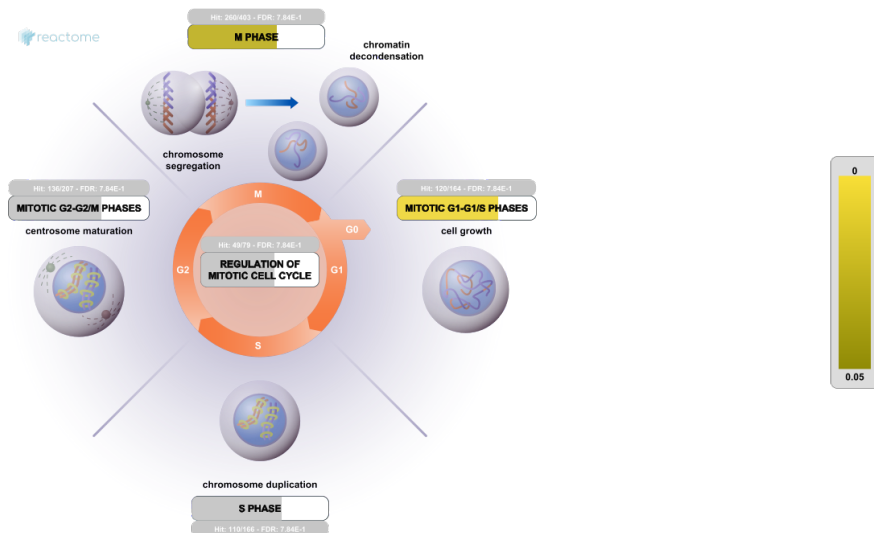 Hit: 260/403 - FDR: 7.84E-1
M PHASE
reactome
chromatin
decondensation
chromosome
segregation
Hit: 136/207 - FDR: 7.84E-1
MITOTIC G2-G2/M PHASES
centrosome maturation
Hit: 120/164 - FDR: 7.84E-1
MITOTIC G1-G1/S PHASES
cell growth
M
G0
G2
G1
S
Hit: 49/79 - FDR: 7.84E-1
REGULATION OF
MITOTIC CELL CYCLE
chromosome duplication
S PHASE
Hit: 110/166 - FDR: 7.84E-1
0
0.05